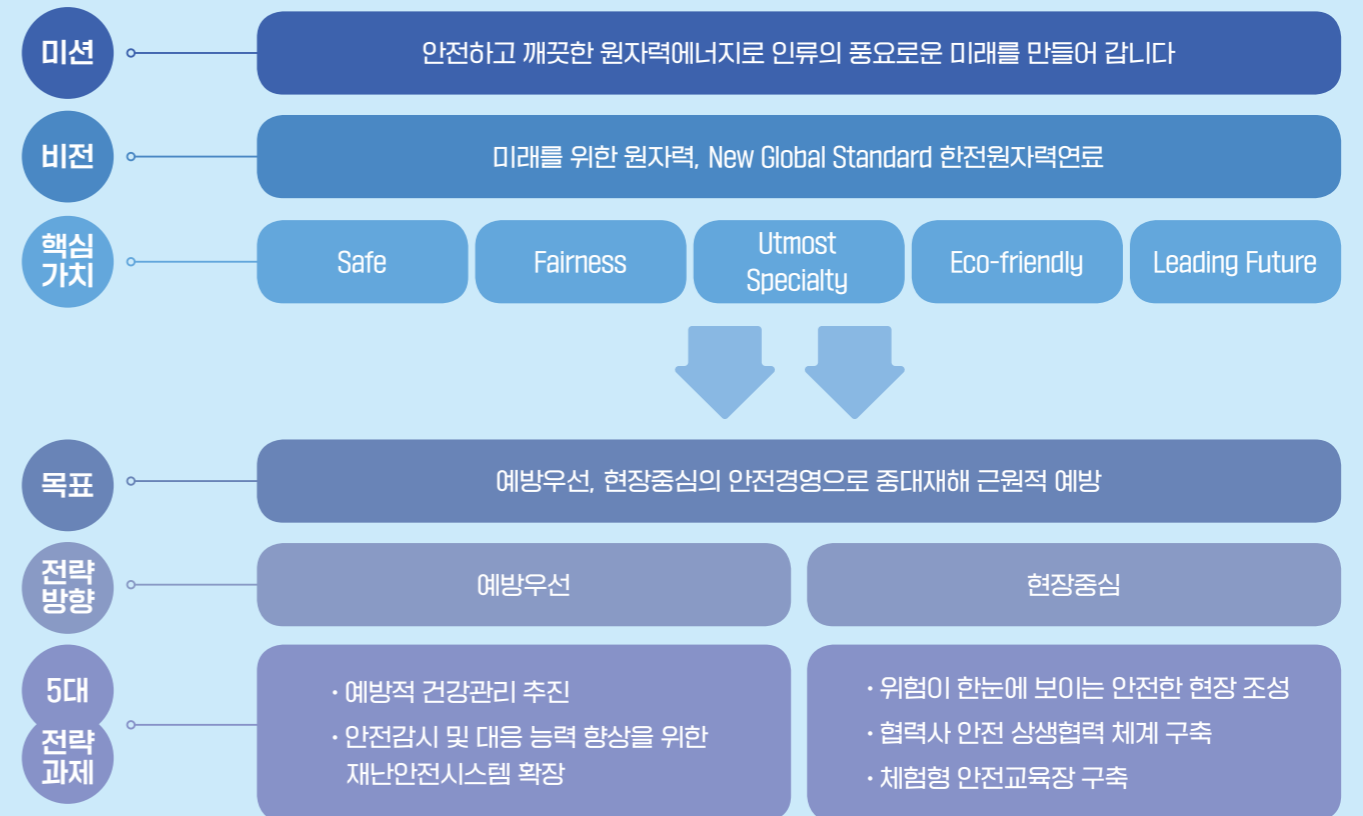 미션
안전하고 깨끗한 원자력에너지로 인류의 풍요로운 미래를 만들어 갑니다
비전
미래를 위한 원자력, New Global Standard 한전원자력연료
핵심
가치
Safe
Fairness
Utmost
Specialty
Eco-friendly
Leading Future
목표
예방우선, 현장중심의 안전경영으로 중대재해 근원적 예방
전략
방향
예방우선
현장중심
5대
전략
과제
· 예방적 건강관리 추진
· 안전감시 및 대응 능력 향상을 위한
재난안전시스템 확장
· 위험이 한눈에 보이는 안전한 현장 조성
· 협력사 안전 상생협력 체계 구축
· 체험형 안전교육장 구축